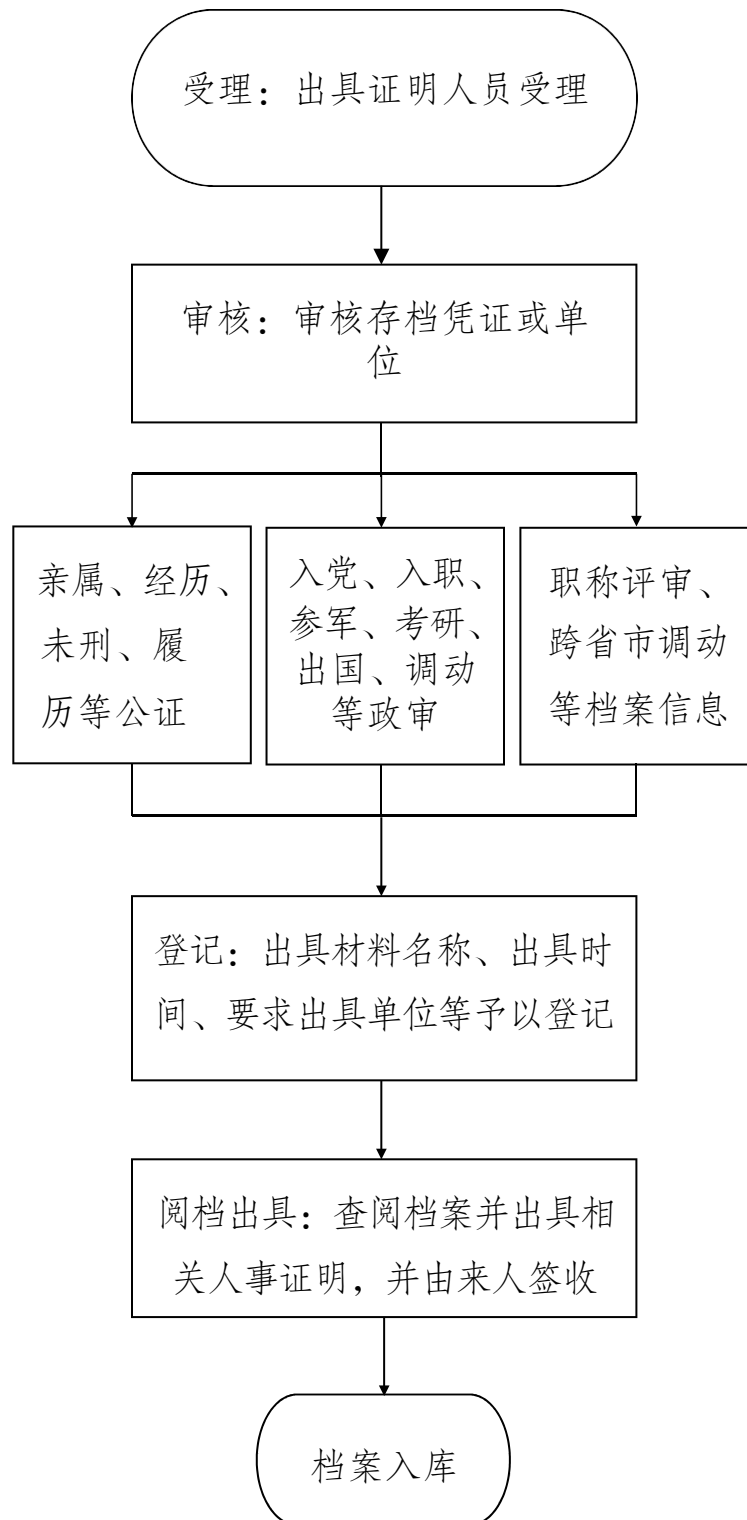 受理：出具证明人员受理
审核：审核存档凭证或单
位
亲属、经历、
未刑、履
历等公证
入党、入职、
参军、考研、
出国、调动
等政审
职称评审、
跨省市调动
等档案信息
登记：出具材料名称、出具时
间、要求出具单位等予以登记
阅档出具：查阅档案并出具相
关人事证明，并由来人签收
档案入库